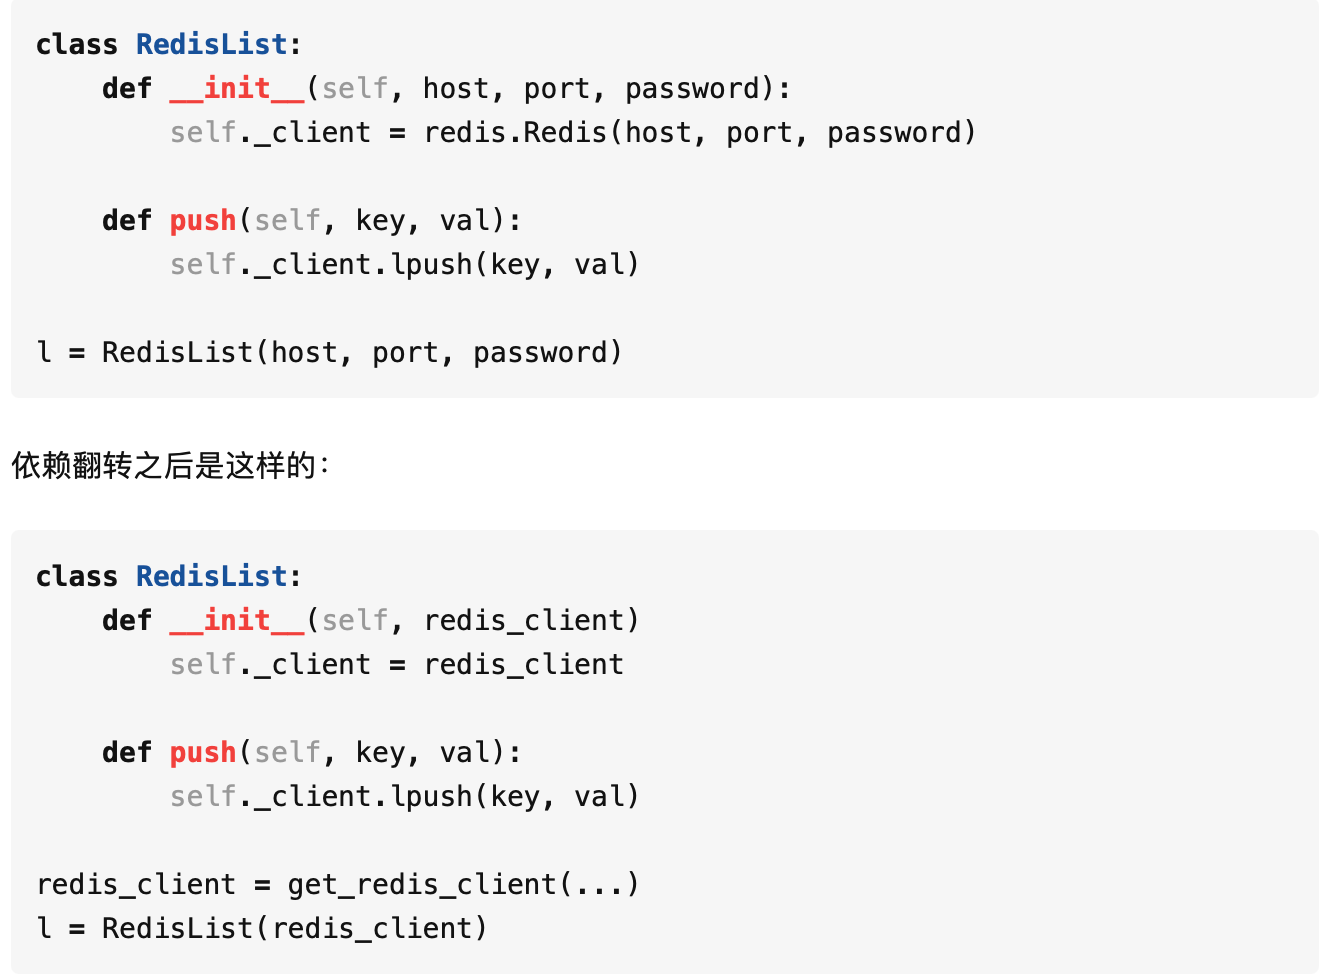 class RedisList:
    def __init__(self, host, port, password):
        self._client = redis.Redis(host, port, password)
    def push(self, key, val):
        self._client.lpush(key, val)
l = RedisList(host, port, password)
依赖翻转之后是这样的：
class RedisList:
    def __init__(self, redis_client)
        self._client = redis_client
    def push(self, key, val):
        self._client.lpush(key, val)
redis_client = get_redis_client(...)
l = RedisList(redis_client)